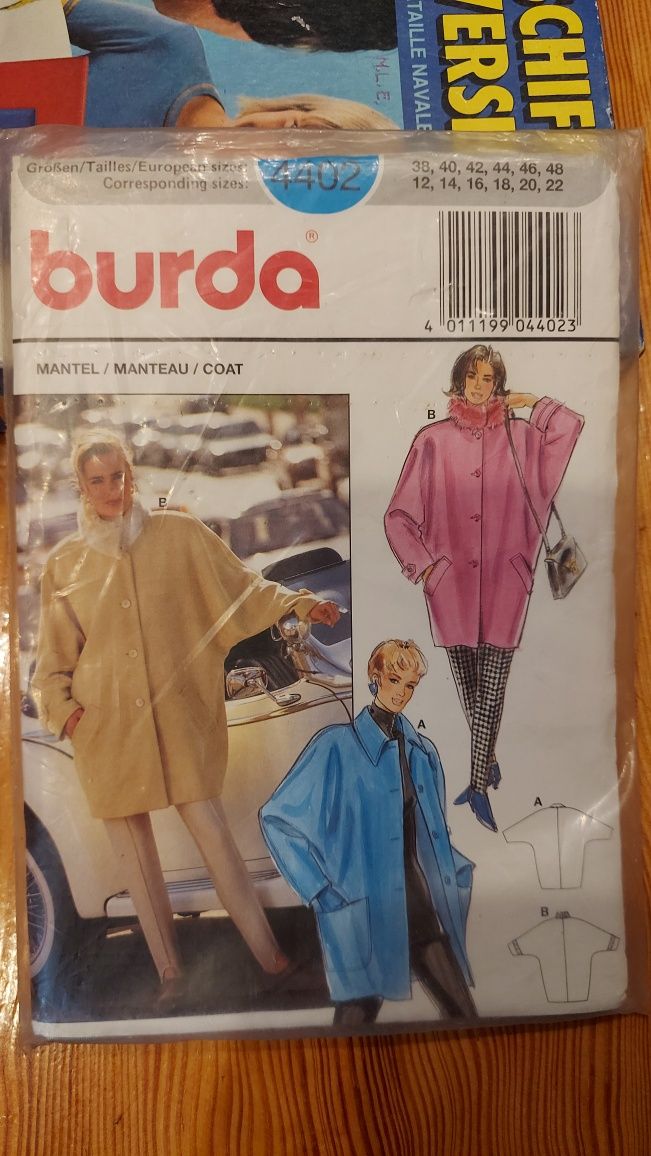 SCHIF
VERS
TAILLE NAVALE
M.L.E,
Größen/Tailles/European sizes: 4402 38, 40, 42, 44, 46, 48
Corresponding sizes: 12, 14, 16, 18, 20, 22
burda®
4 011199 044023
MANTEL / MANTEAU / COAT
B
B
A
A
B